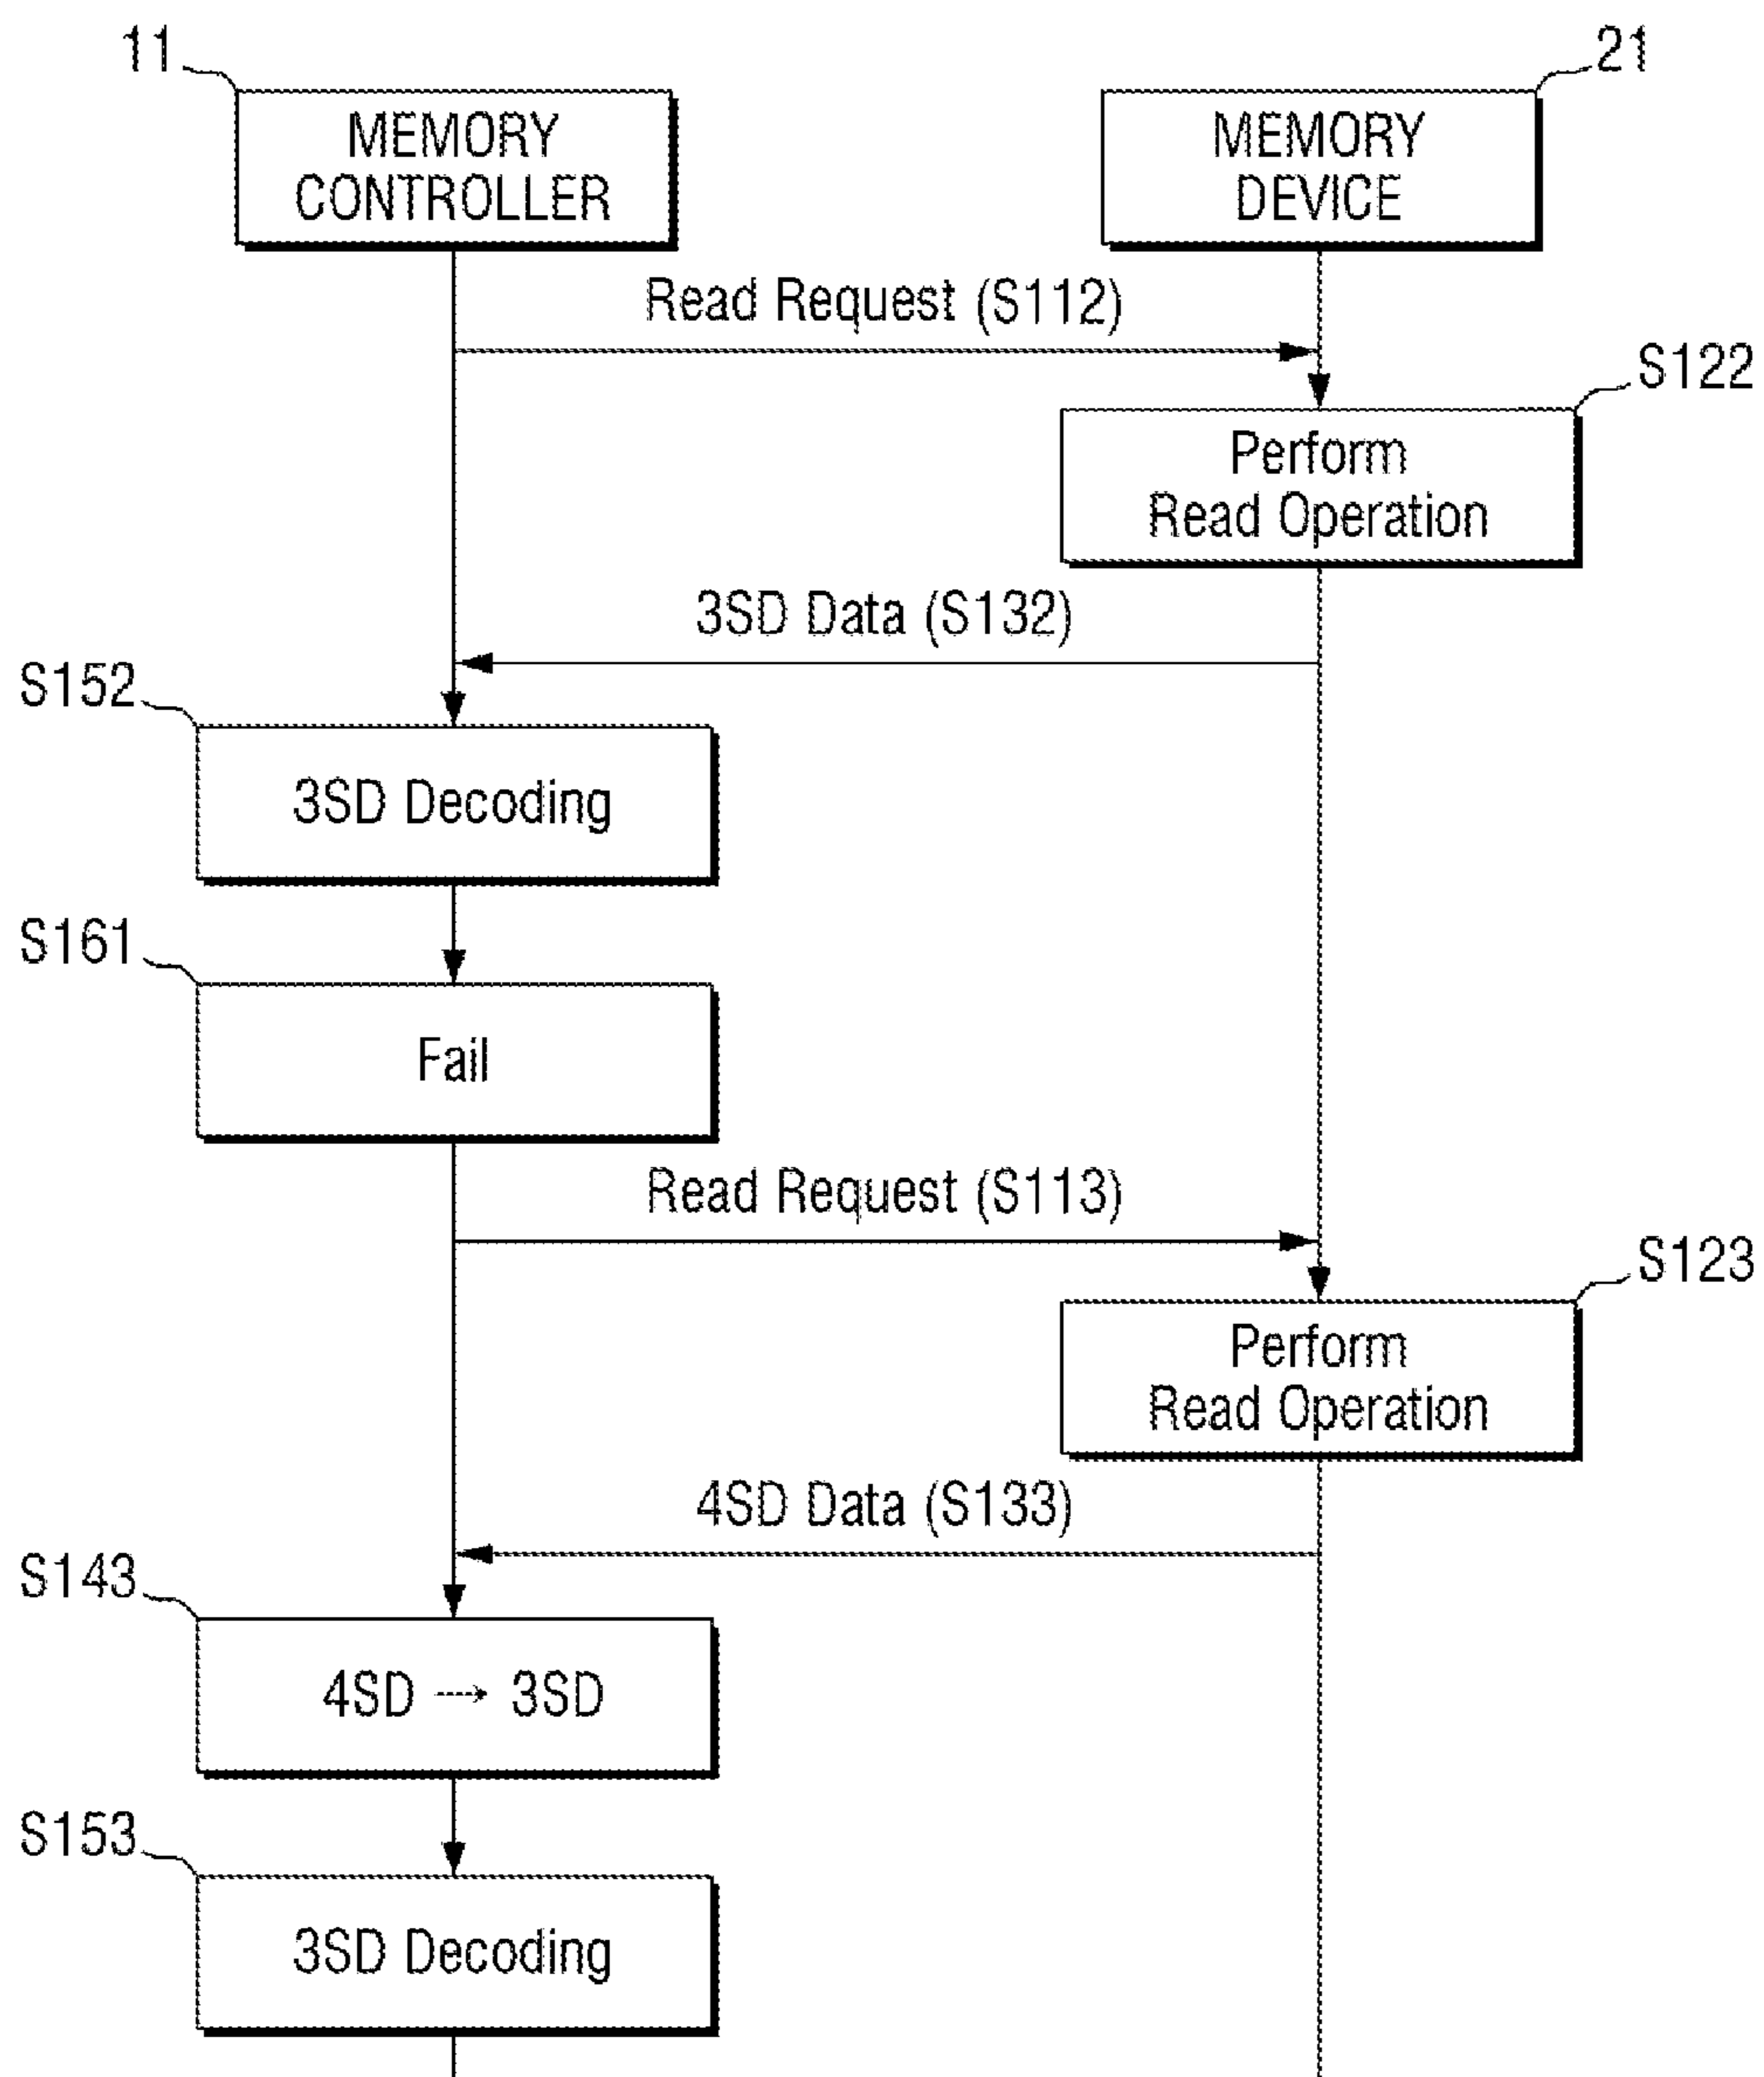 11
21
MEMORY
CONTROLLER
MEMORY
DEVICE
Read Request (S112)
S122
Perform
Read Operation
3SD Data (S132)
S152
3SD Decoding
S161
Fail
Read Request (S113)
S123
Perform
Read Operation
4SD Data (S133)
S143
4SD → 3SD
S153
3SD Decoding